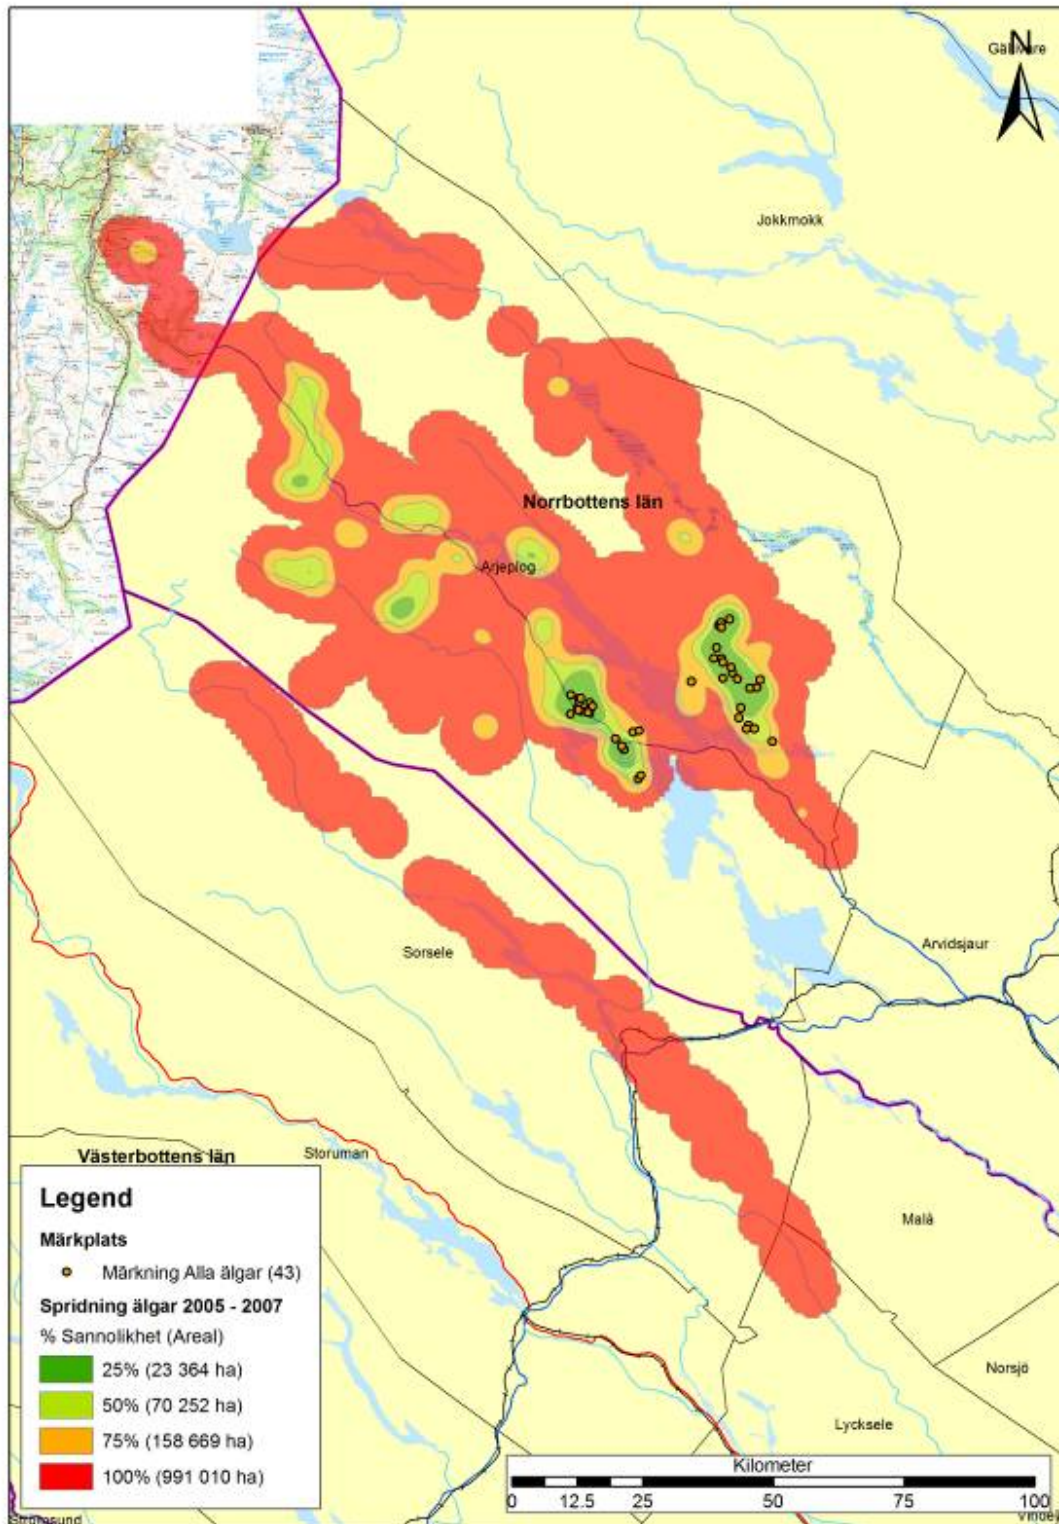 N
Gällivare
Jokkmokk
Norrbottens län
Arjeplog
Arvidsjaur
Sorsele
Västerbottens län
Storuman
Malå
Norsjö
Lycksele
Legend
Märkplats
Märkning Alla älgar (43)
Spridning älgar 2005 - 2007
% Sannolikhet (Areal)
25% (23 364 ha)
50% (70 252 ha)
75% (158 669 ha)
100% (991 010 ha)
Kilometer
0 12.5 25 50 75 100